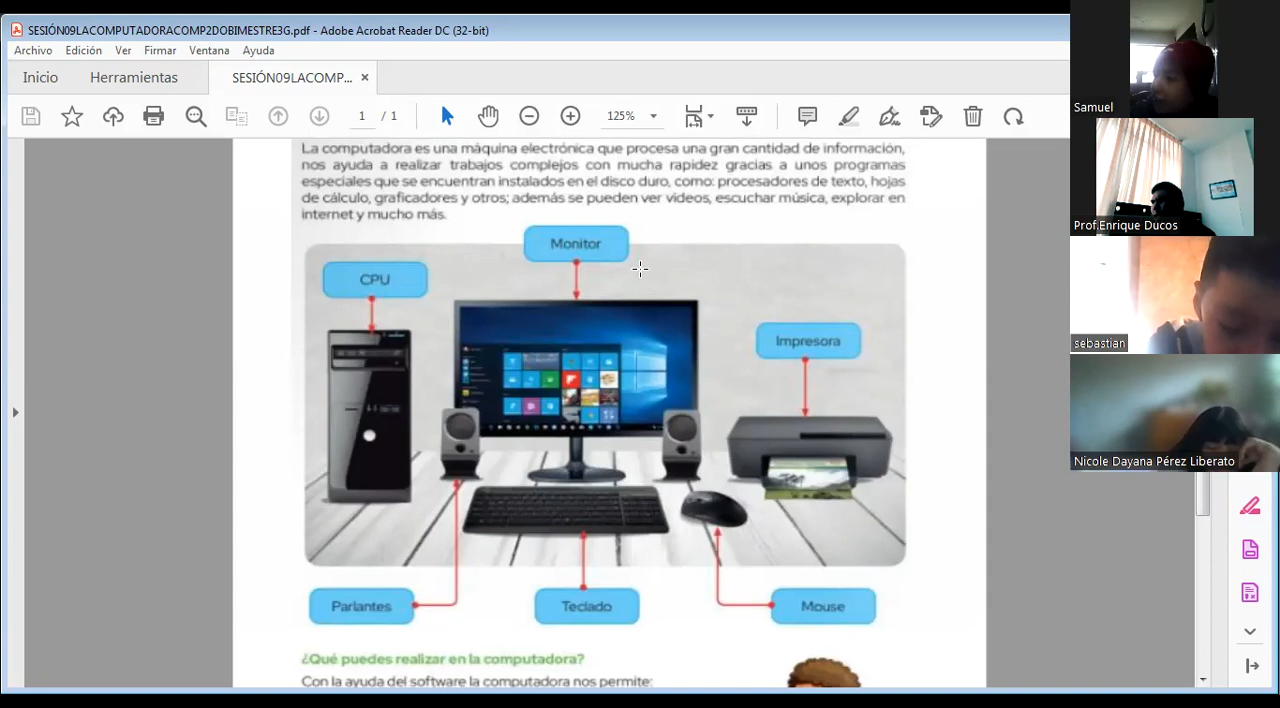 SESIÓN09LACOMPUTADORACOMP2DOBIMESTRE3G.pdf - Adobe Acrobat Reader DC (32-bit)
Archivo Edición Ver Firmar Ventana Ayuda
Inicio Herramientas SESIÓN09LACOMP... ×
1 / 1 125%
La computadora es una máquina electrónica que procesa una gran cantidad de información,
nos ayuda a realizar trabajos complejos con mucha rapidez gracias a unos programas
especiales que se encuentran instalados en el disco duro, como: procesadores de texto, hojas
de cálculo, graficadores y otros; además se pueden ver videos, escuchar música, explorar en
internet y mucho más.
Monitor
CPU
Impresora
Parlantes
Teclado
Mouse
¿Qué puedes realizar en la computadora?
Con la ayuda del software la computadora nos permite:
Samuel
Prof.Enrique Ducos
sebastian
Nicole Dayana Pérez Liberato